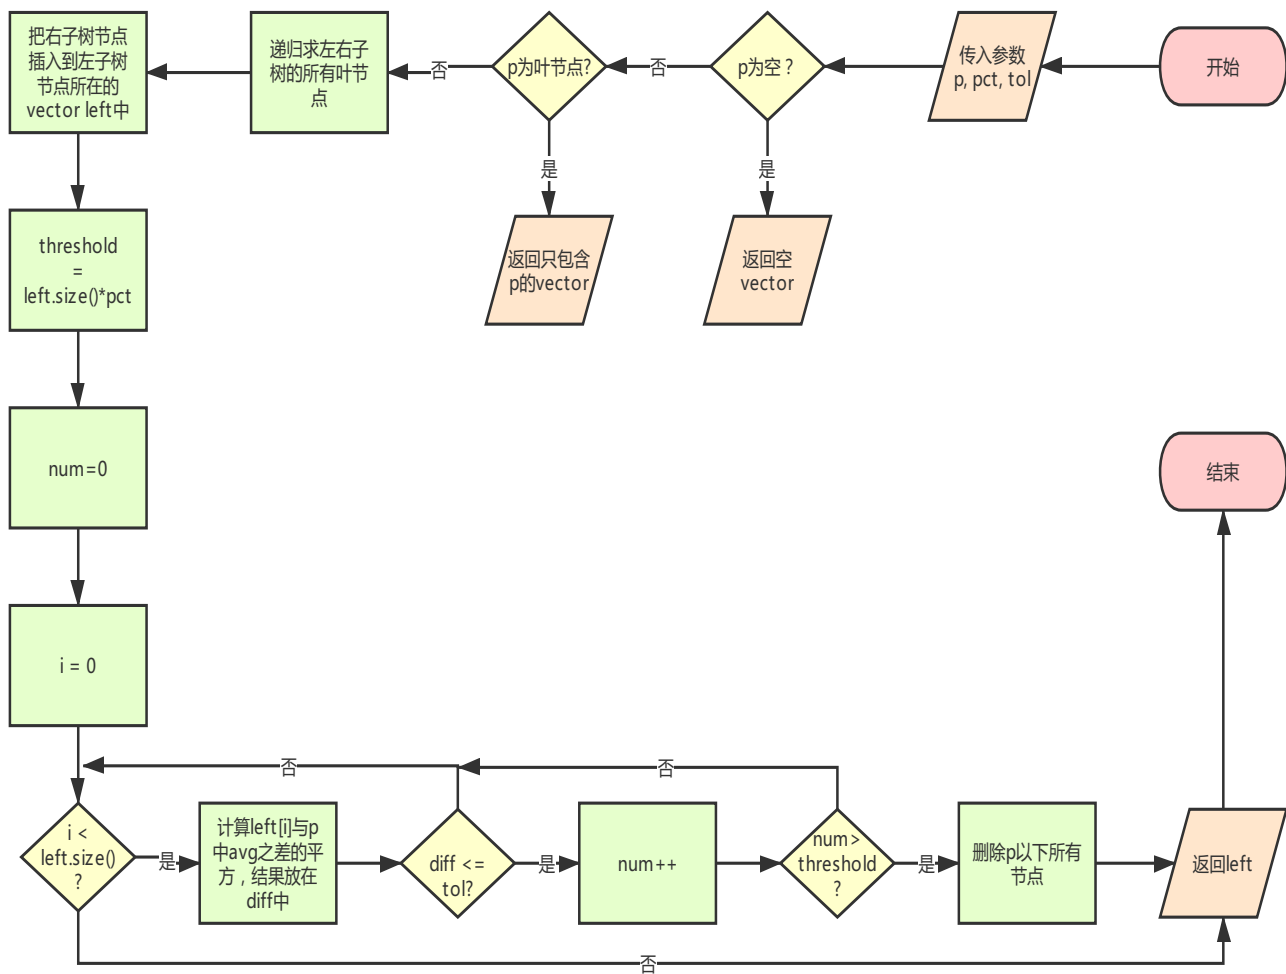 开始
传入参数
p, pct, tol
p为空？
否
是
返回空
vector
p为叶节点?
否
是
返回只包含
p的vector
递归求左右子
树的所有叶节
点
把右子树节点
插入到左子树
节点所在的
vector left中
threshold
=
left.size()*pct
num=0
i = 0
i <
left.size()
?
是
否
计算left[i]与p
中avg之差的平
方，结果放在
diff中
diff <=
tol?
否
是
num++
num>
threshold
?
否
是
删除p以下所有
节点
返回left
结束